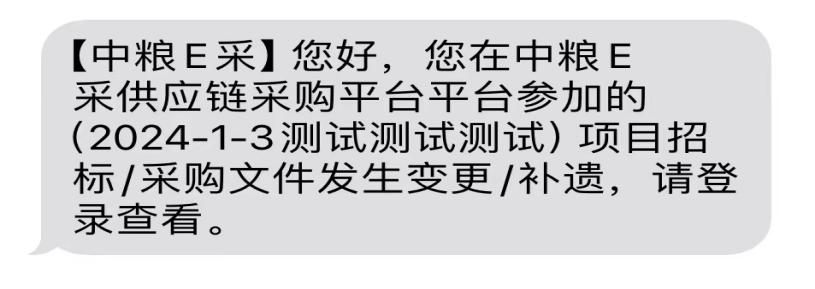 【中粮E采】您好，您在中粮E
采供应链采购平台平台参加的
（2024-1-3测试测试测试）项目招
标/采购文件发生变更/补遗，请登
录查看。